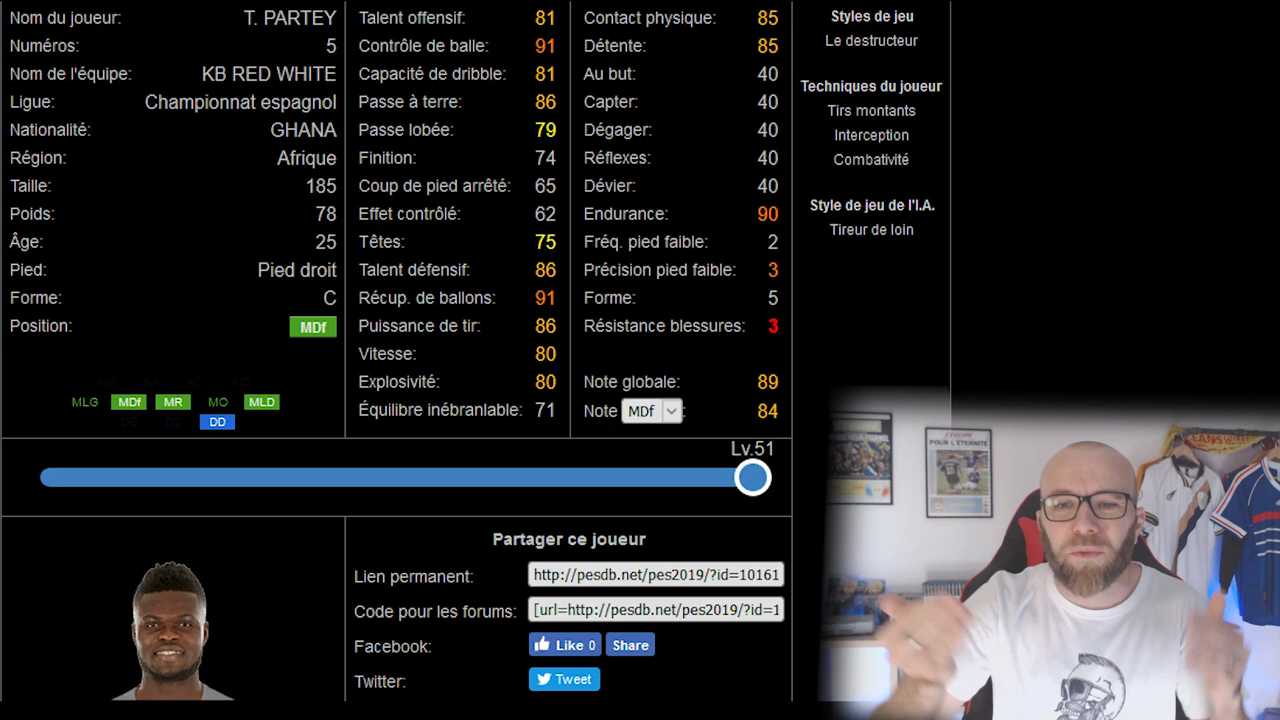 Nom du joueur: T. PARTEY
Numéros: 5
Nom de l'équipe: KB RED WHITE
Ligue: Championnat espagnol
Nationalité: GHANA
Région: Afrique
Taille: 185
Poids: 78
Âge: 25
Pied: Pied droit
Forme: C
Position: MDf
MLG MDf MR MO MLD
DD
Talent offensif: 81
Contrôle de balle: 91
Capacité de dribble: 81
Passe à terre: 86
Passe lobée: 79
Finition: 74
Coup de pied arrêté: 65
Effet contrôlé: 62
Têtes: 75
Talent défensif: 86
Récup. de ballons: 91
Puissance de tir: 86
Vitesse: 80
Explosivité: 80
Équilibre inébranlable: 71
Contact physique: 85
Détente: 85
Au but: 40
Capter: 40
Dégager: 40
Réflexes: 40
Dévier: 40
Endurance: 90
Fréq. pied faible: 2
Précision pied faible: 3
Forme: 5
Résistance blessures: 3
Note globale: 89
Note MDf : 84
Styles de jeu
Le destructeur
Techniques du joueur
Tirs montants
Interception
Combativité
Style de jeu de l'I.A.
Tireur de loin
Lv.51
Partager ce joueur
Lien permanent: http://pesdb.net/pes2019/?id=10161
Code pour les forums: [url=http://pesdb.net/pes2019/?id=1
Facebook: Like 0 Share
Twitter: Tweet
L'ÉQUIPE
POUR L'ÉTERNITÉ